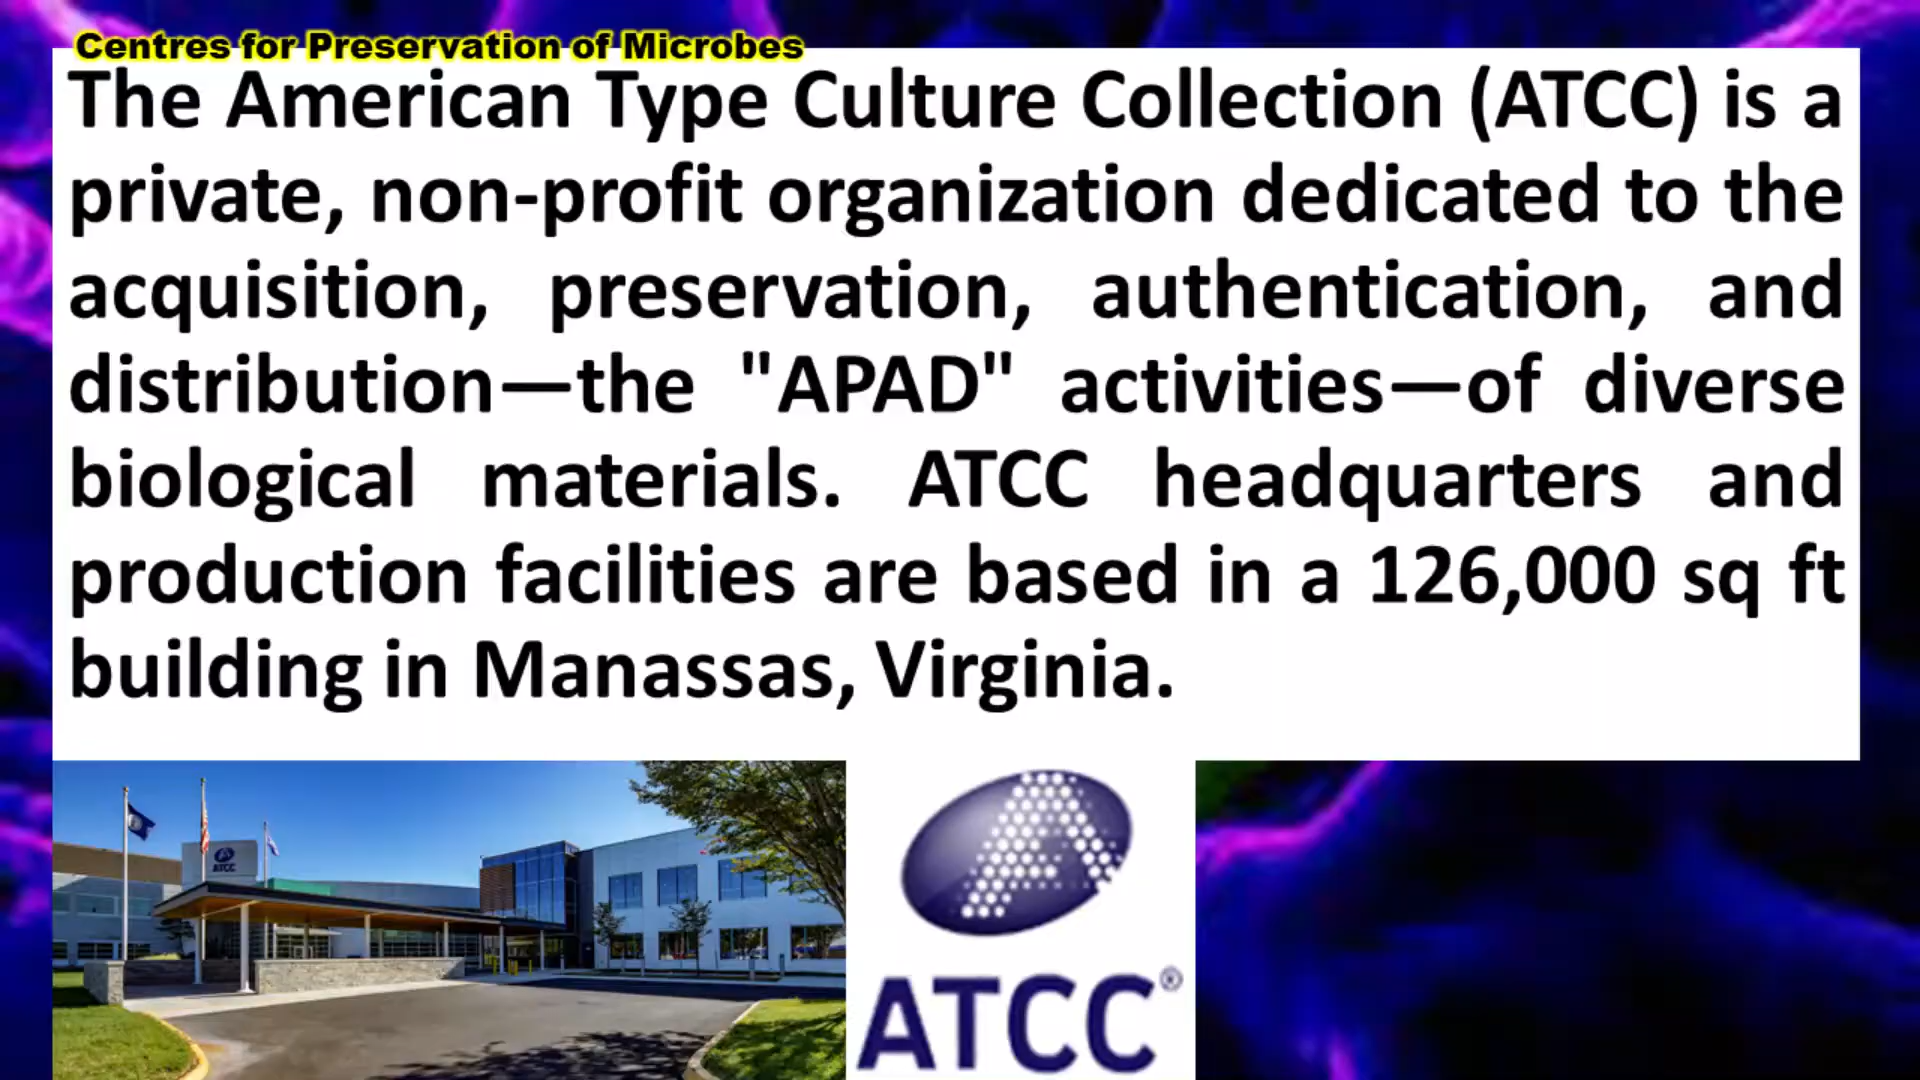 Centres for Preservation of Microbes
The American Type Culture Collection (ATCC) is a
private, non-profit organization dedicated to the
acquisition, preservation, authentication, and
distribution—the "APAD" activities—of diverse
biological materials. ATCC headquarters and
production facilities are based in a 126,000 sq ft
building in Manassas, Virginia.
ATCC
ATCC®